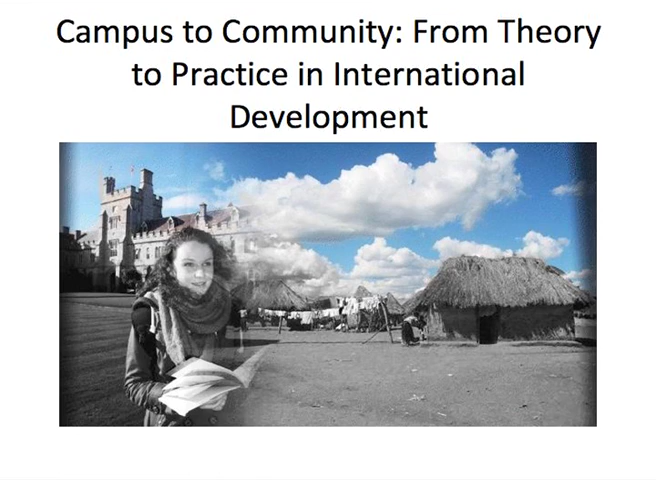 Campus to Community: From Theory
to Practice in International
Development